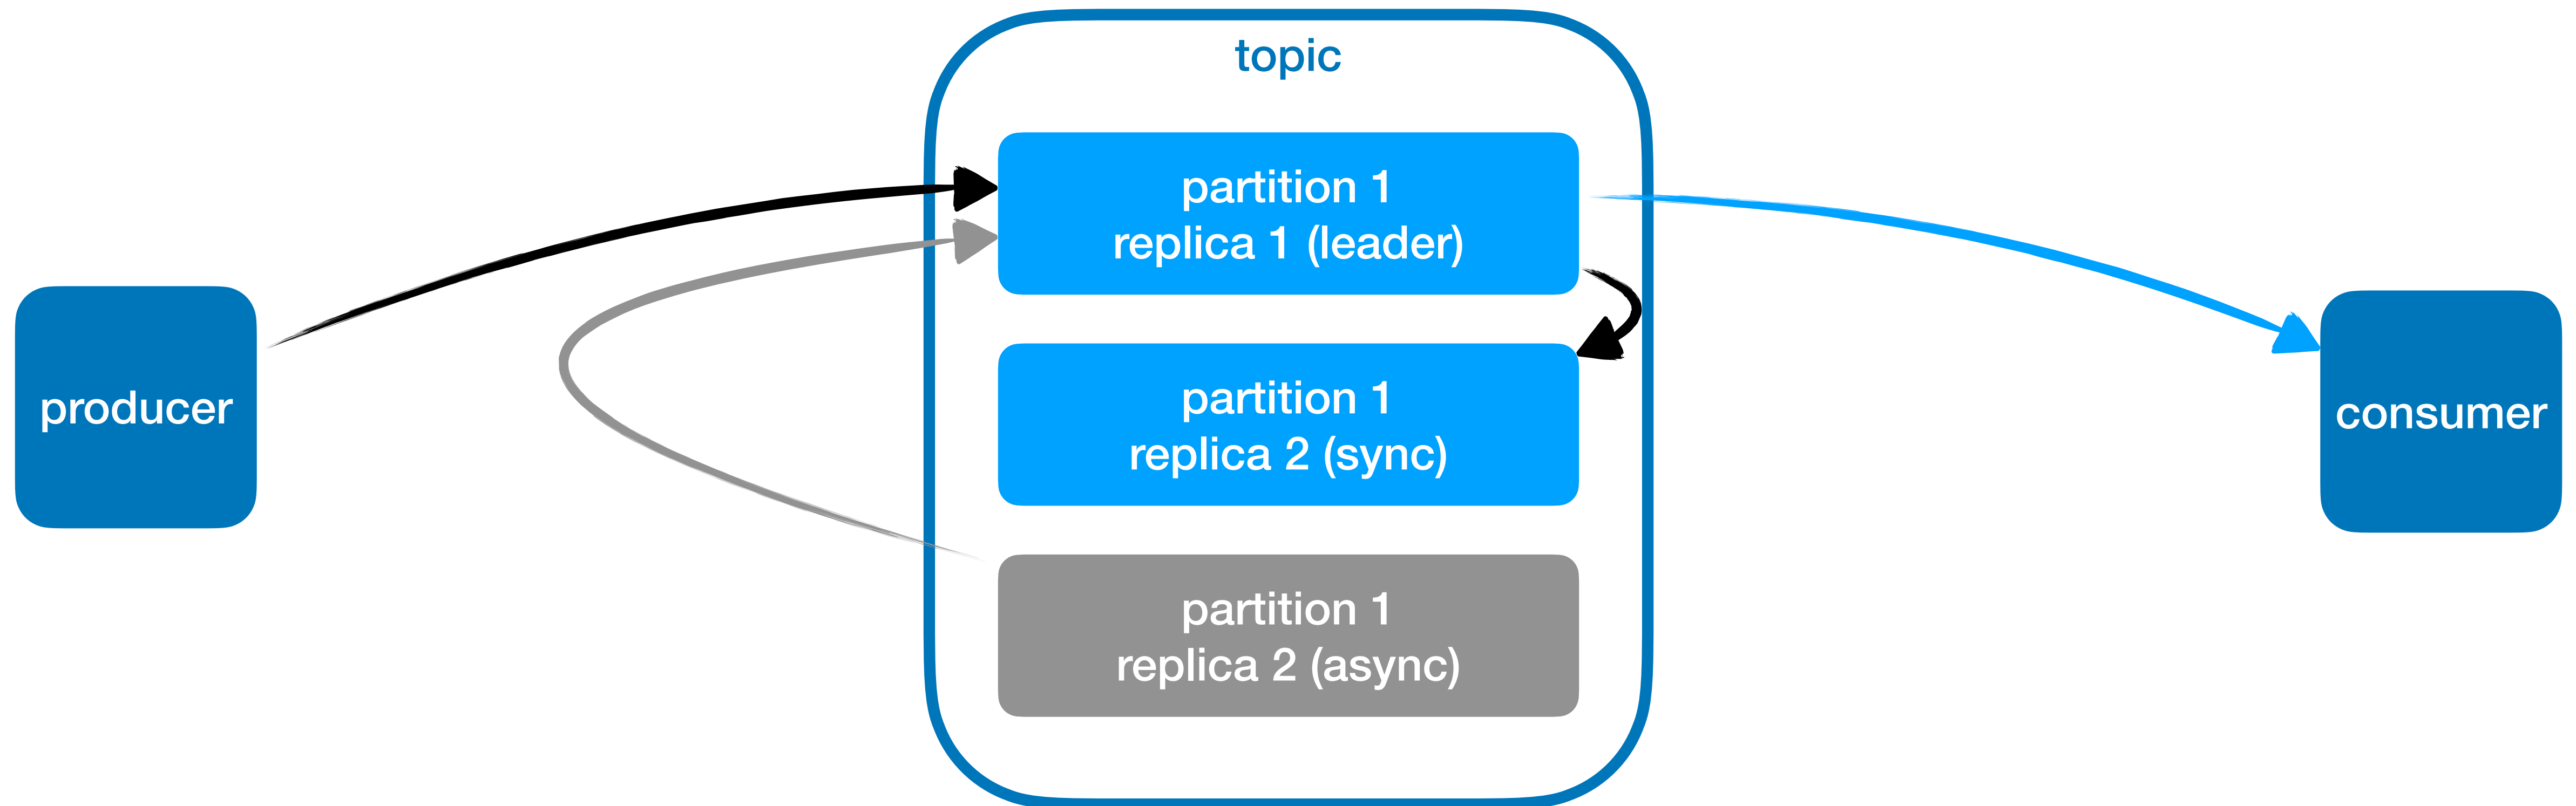 topic
partition 1
replica 1 (leader)
producer
partition 1
replica 2 (sync)
consumer
partition 1
replica 2 (async)